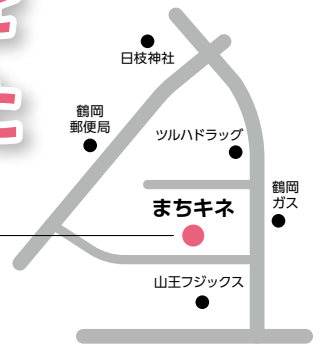 日枝神社
鶴岡
郵便局
ツルハドラッグ
鶴岡
ガス
まちキネ
山王フジックス